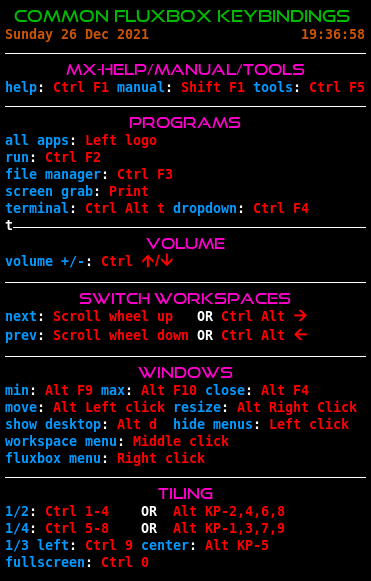 COMMON FLUXBOX KEYBINDINGS
Sunday 26 Dec 2021 19:36:58
MX-HELP/MANUAL/TOOLS
help: Ctrl F1 manual: Shift F1 tools: Ctrl F5
PROGRAMS
all apps: Left logo
run: Ctrl F2
file manager: Ctrl F3
screen grab: Print
terminal: Ctrl Alt t dropdown: Ctrl F4
t
VOLUME
volume +/-: Ctrl ↑/↓
SWITCH WORKSPACES
next: Scroll wheel up OR Ctrl Alt →
prev: Scroll wheel down OR Ctrl Alt ←
WINDOWS
min: Alt F9 max: Alt F10 close: Alt F4
move: Alt Left click resize: Alt Right Click
show desktop: Alt d hide menus: Left click
workspace menu: Middle click
fluxbox menu: Right click
TILING
1/2: Ctrl 1-4 OR Alt KP-2,4,6,8
1/4: Ctrl 5-8 OR Alt KP-1,3,7,9
1/3 left: Ctrl 9 center: Alt KP-5
fullscreen: Ctrl 0